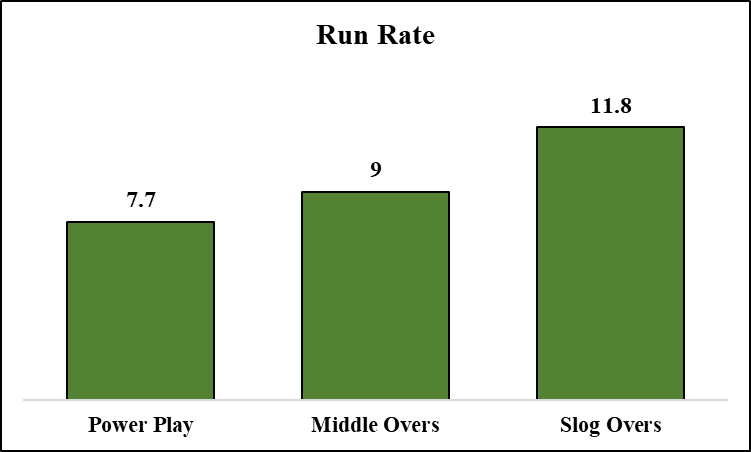 Run Rate
7.7
9
11.8
Power Play
Middle Overs
Slog Overs